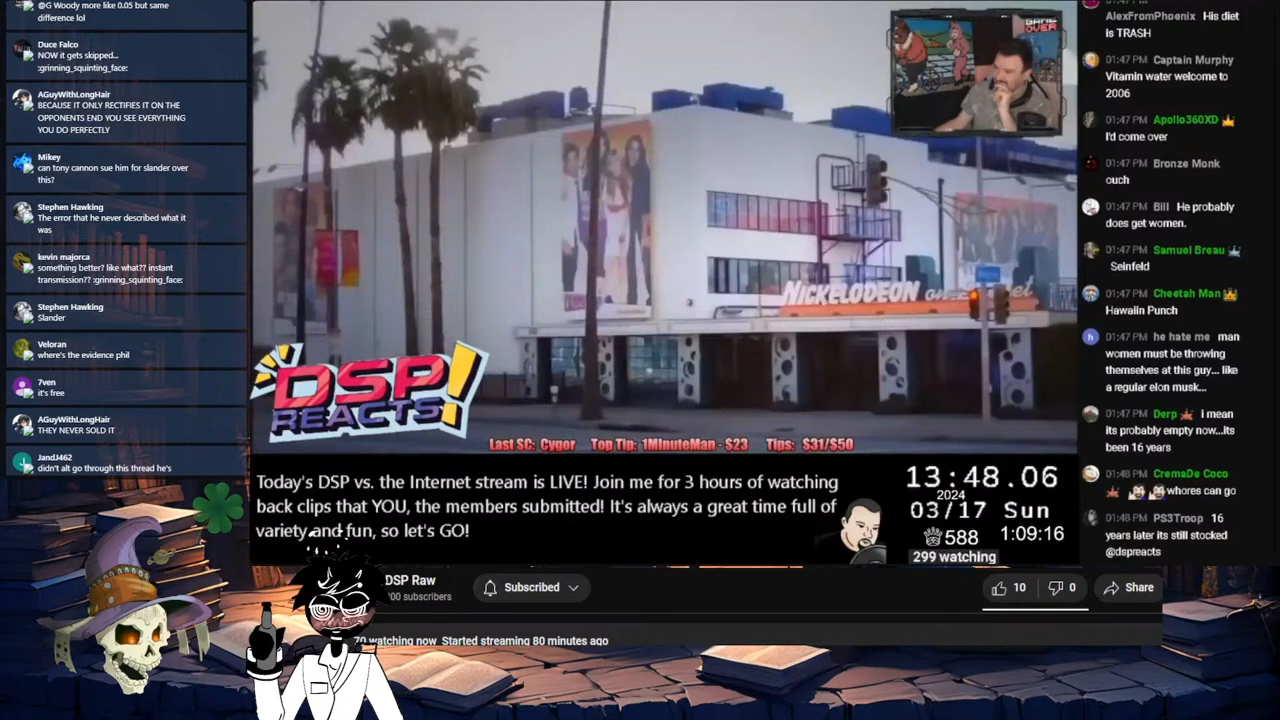 @G Woody more like 0.05 but same
difference lol
Duce Falco
NOW it gets skipped...
:grinning_squinting_face:
AGuyWithLongHair
BECAUSE IT ONLY RECTIFIES IT ON THE
OPPONENTS END YOU SEE EVERYTHING
YOU DO PERFECTLY
Mikey
can tony cannon sue him for slander over
this?
Stephen Hawking
The error that he never described what it
was
kevin majorca
something better? like what?? instant
transmission?? :grinning_squinting_face:
Stephen Hawking
Slander
Veloran
where's the evidence phil
7ven
it's free
AGuyWithLongHair
THEY NEVER SOLD IT
JandJ462
didn't alt go through this thread he's
GAME
OVER
NICKELODEON on
DSP
REACTS!
Last SC: Cygor Top Tip: 1MinuteMan - $23 Tips: $31/$50
Today's DSP vs. the Internet stream is LIVE! Join me for 3 hours of watching
back clips that YOU, the members submitted! It's always a great time full of
variety and fun, so let's GO!
13:48.06
2024
03/17 Sun
588 1:09:16
299 watching
DSP Raw
00 subscribers
Subscribed
10
0
Share
70 watching now Started streaming 80 minutes ago
AlexFromPhoenix His diet
is TRASH
01:47 PM Captain Murphy
Vitamin water welcome to
2006
01:47 PM Apollo360XD
I'd come over
01:47 PM Bronze Monk
ouch
01:47 PM Bill He probably
does get women.
01:47 PM Samuel Breau
Seinfeld
01:47 PM Cheetah Man
Hawaiin Punch
h 01:47 PM he hate me man
women must be throwing
themselves at this guy... like
a regular elon musk...
01:47 PM Derp i mean
its probably empty now...its
been 16 years
01:48 PM CremaDe Coco
whores can go
01:48 PM PS3Troop 16
years later its still stocked
@dspreacts